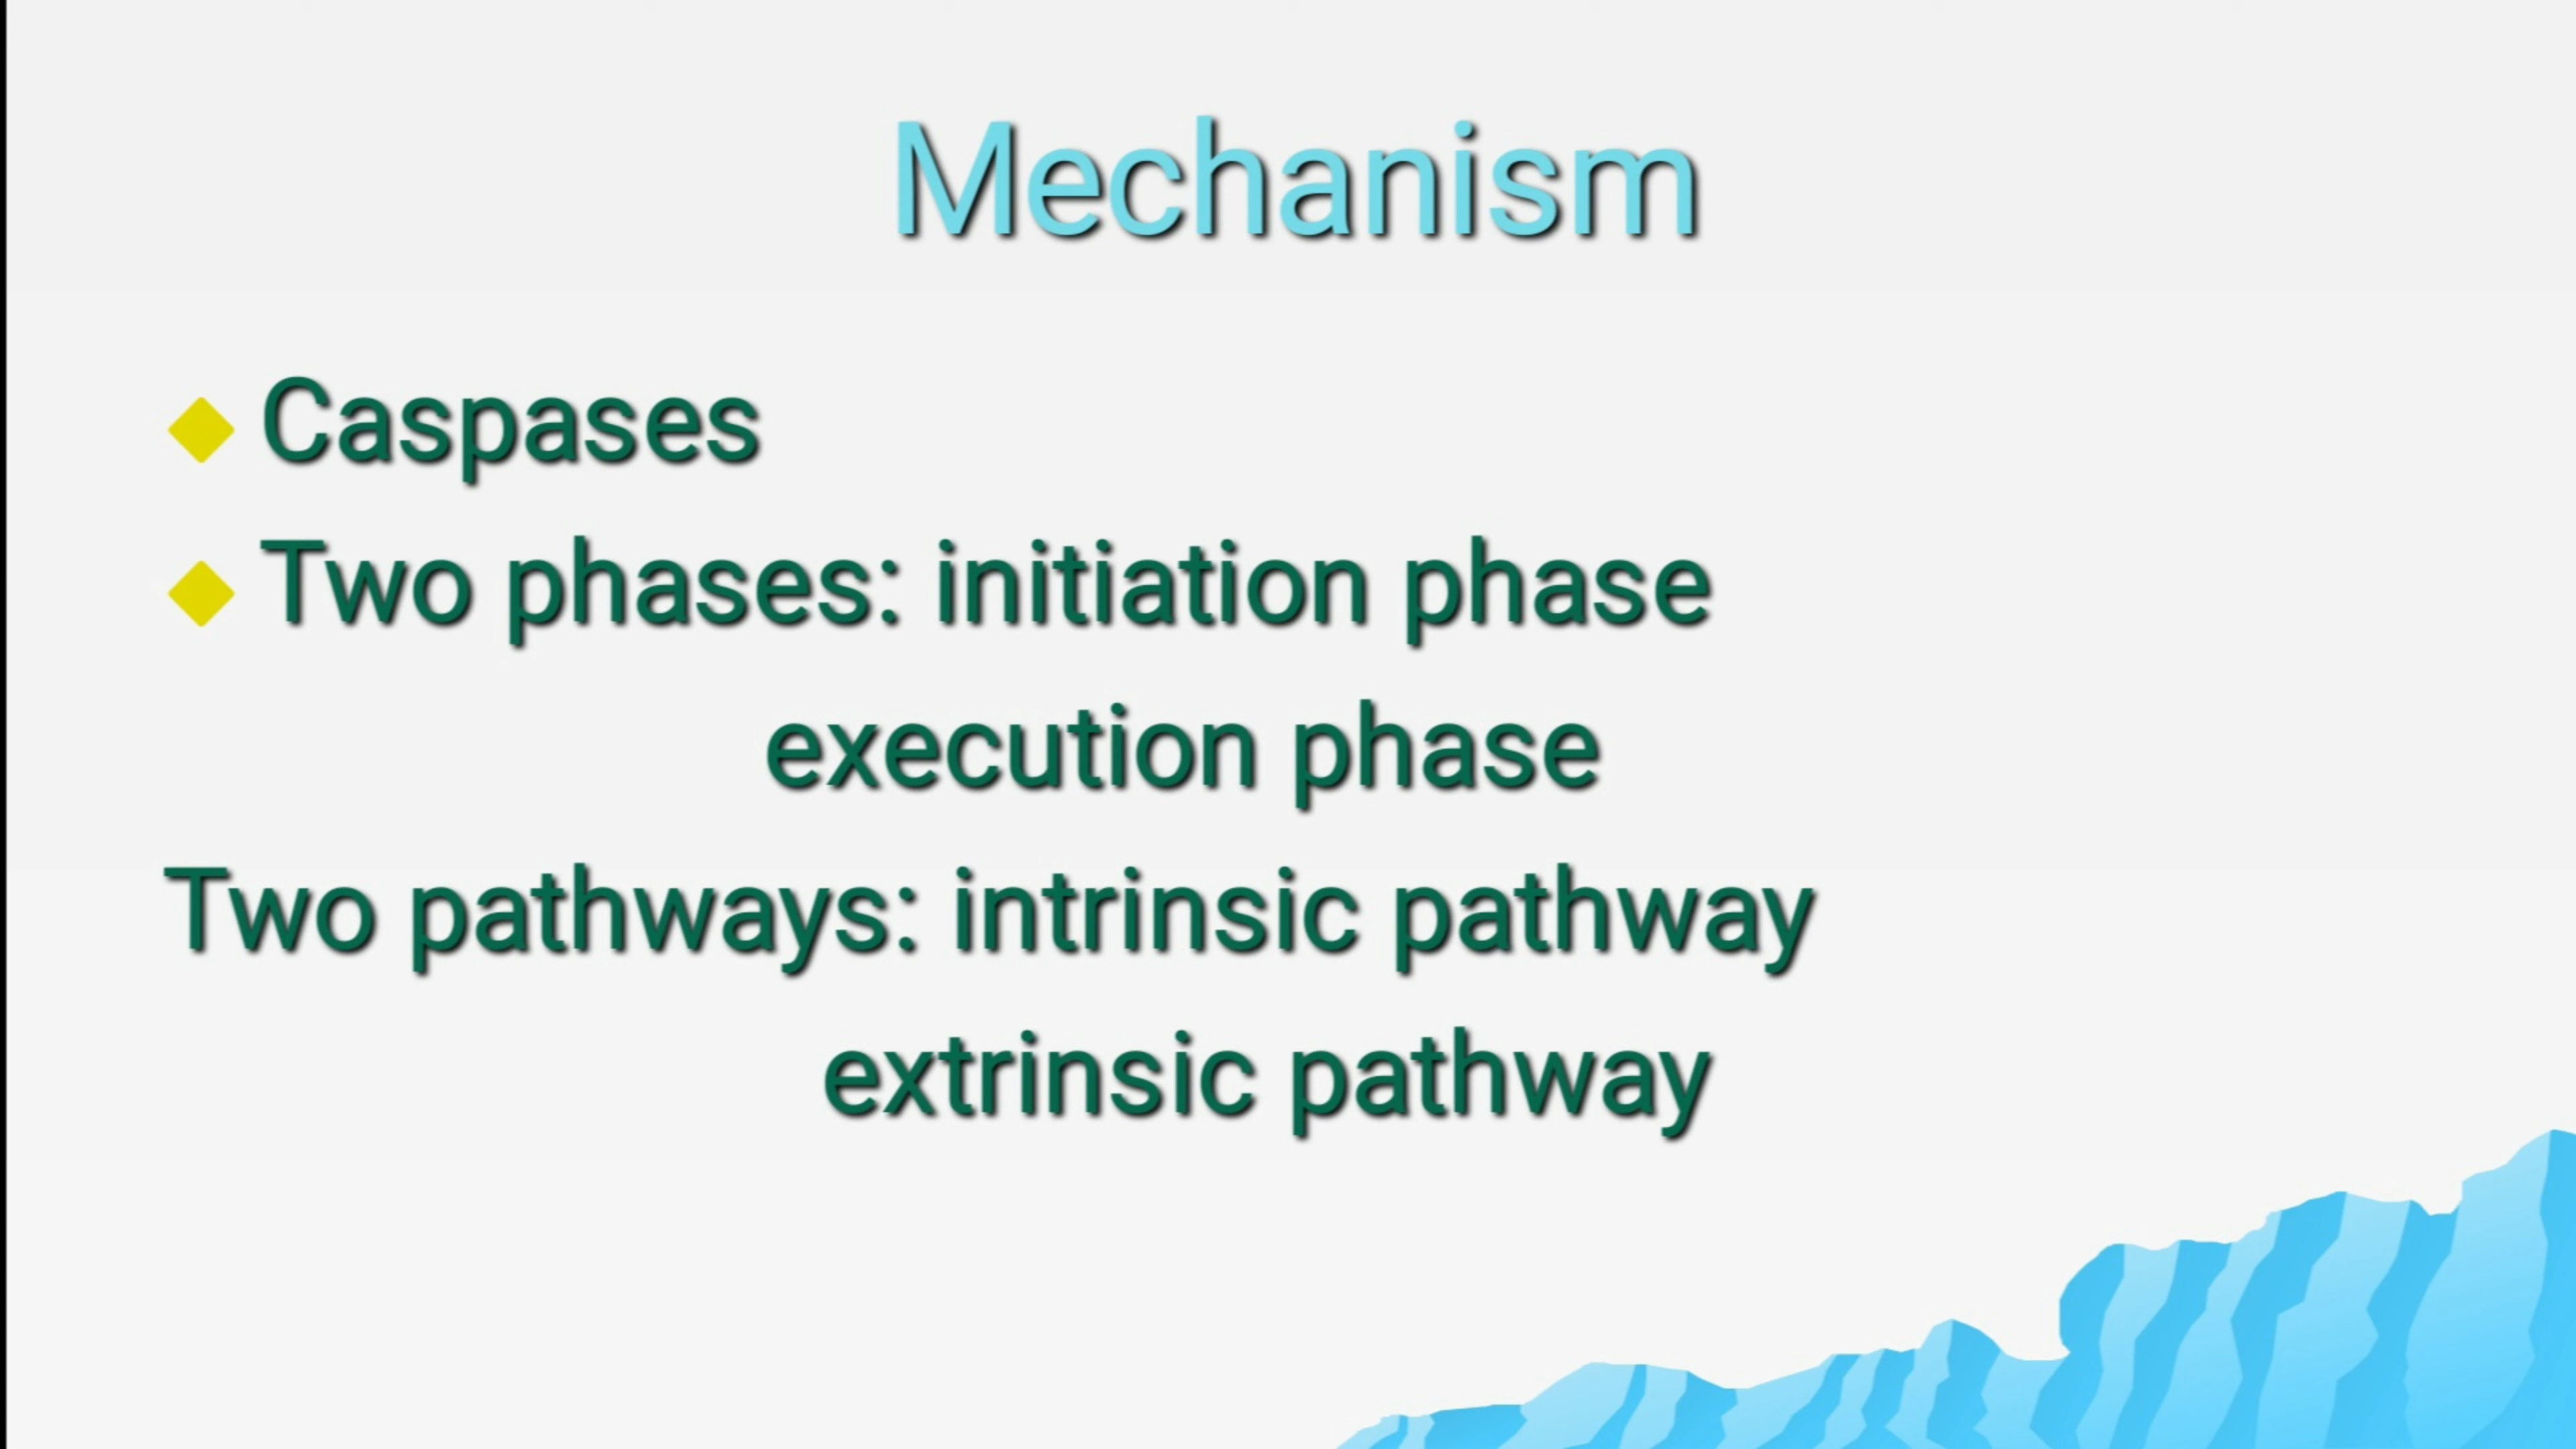 Mechanism
Caspases
Two phases: initiation phase
execution phase
Two pathways: intrinsic pathway
extrinsic pathway